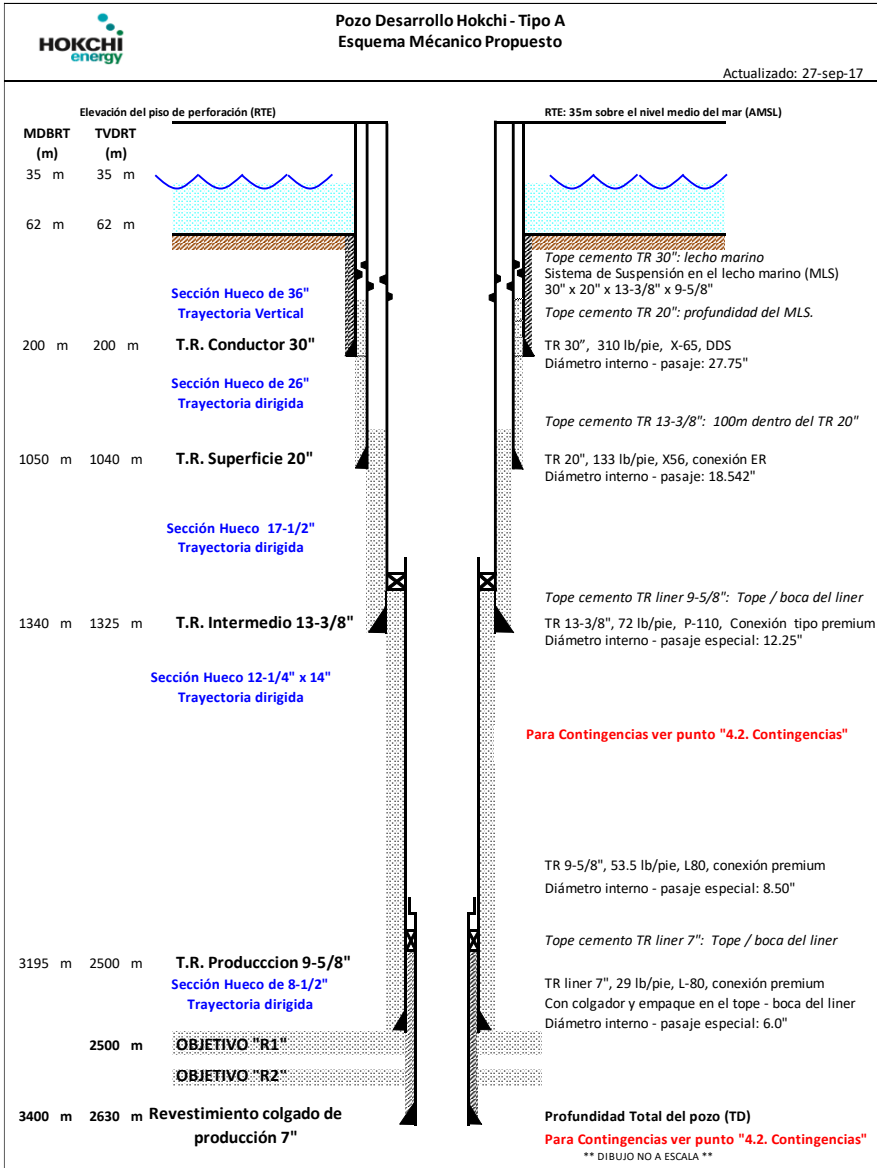 HOKCHI
energy
Pozo Desarrollo Hokchi - Tipo A
Esquema Mécanico Propuesto
Actualizado: 27-sep-17
Elevación del piso de perforación (RTE)
RTE: 35m sobre el nivel medio del mar (AMSL)
MDBRT TVDRT
(m) (m)
35 m 35 m
62 m 62 m
Tope cemento TR 30": lecho marino
Sistema de Suspensión en el lecho marino (MLS)
30" x 20" x 13-3/8" x 9-5/8"
Sección Hueco de 36"
Trayectoria Vertical
Tope cemento TR 20": profundidad del MLS.
200 m 200 m T.R. Conductor 30"
TR 30”, 310 lb/pie, X-65, DDS
Diámetro interno - pasaje: 27.75"
Sección Hueco de 26"
Trayectoria dirigida
Tope cemento TR 13-3/8": 100m dentro del TR 20"
1050 m 1040 m T.R. Superficie 20"
TR 20", 133 lb/pie, X56, conexión ER
Diámetro interno - pasaje: 18.542"
Sección Hueco 17-1/2"
Trayectoria dirigida
Tope cemento TR liner 9-5/8": Tope / boca del liner
1340 m 1325 m T.R. Intermedio 13-3/8"
TR 13-3/8", 72 lb/pie, P-110, Conexión tipo premium
Diámetro interno - pasaje especial: 12.25"
Sección Hueco 12-1/4" x 14"
Trayectoria dirigida
Para Contingencias ver punto "4.2. Contingencias"
TR 9-5/8", 53.5 lb/pie, L80, conexión premium
Diámetro interno - pasaje especial: 8.50"
Tope cemento TR liner 7": Tope / boca del liner
3195 m 2500 m T.R. Producccion 9-5/8"
Sección Hueco de 8-1/2"
Trayectoria dirigida
TR liner 7", 29 lb/pie, L-80, conexión premium
Con colgador y empaque en el tope - boca del liner
Diámetro interno - pasaje especial: 6.0"
2500 m OBJETIVO "R1"
OBJETIVO "R2"
3400 m 2630 m Revestimiento colgado de
producción 7"
Profundidad Total del pozo (TD)
Para Contingencias ver punto "4.2. Contingencias"
** DIBUJO NO A ESCALA **